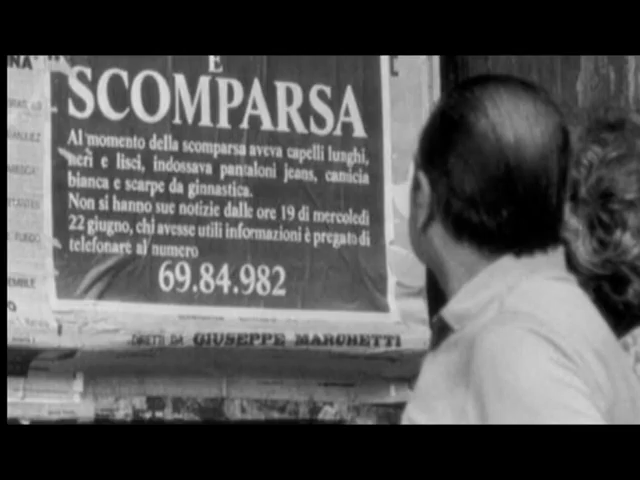 È
SCOMPARSA
Al momento della scomparsa aveva capelli lunghi,
neri e lisci, indossava pantaloni jeans, camicia
bianca e scarpe da ginnastica.
Non si hanno sue notizie dalle ore 19 di mercoledì
22 giugno, chi avesse utili informazioni è pregato di
telefonare al numero
69.84.982
DIRETTI DA GIUSEPPE MARCHETTI